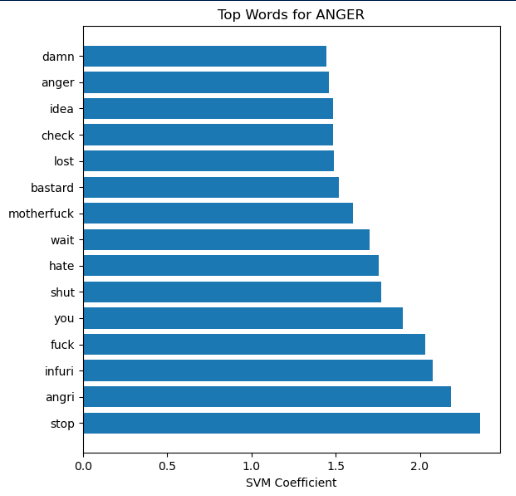 Top Words for ANGER
damn
anger
idea
check
lost
bastard
motherfuck
wait
hate
shut
you
fuck
infuri
angri
stop
0.0 0.5 1.0 1.5 2.0
SVM Coefficient